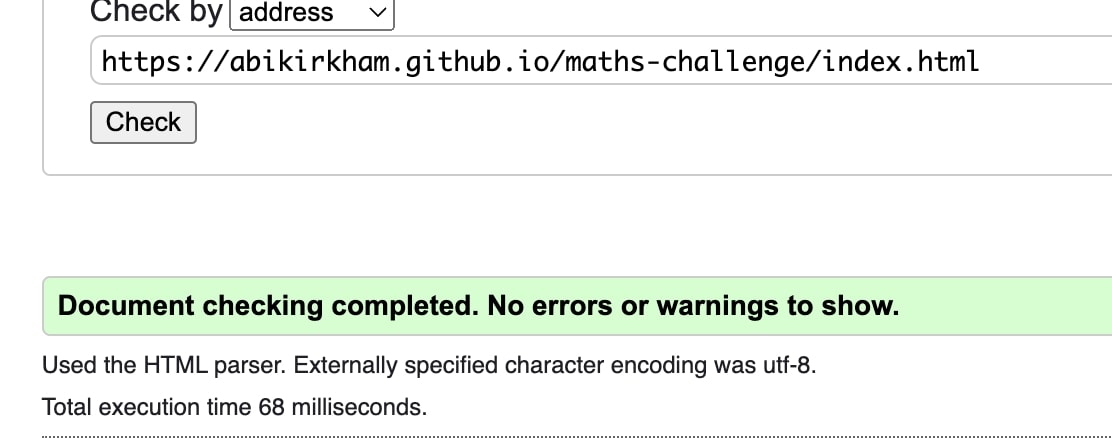 Check by address
https://abikirkham.github.io/maths-challenge/index.html
Check
Document checking completed. No errors or warnings to show.
Used the HTML parser. Externally specified character encoding was utf-8.
Total execution time 68 milliseconds.